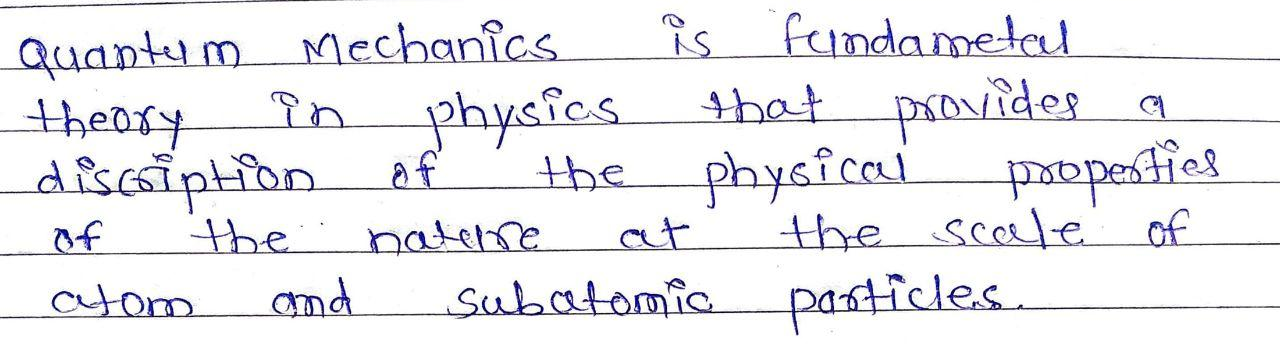 Quantum Mechanics is fundametal
theory in physics that provides a
discription of the physical properties
of the nature at the scale of
atom and subatomic particles.